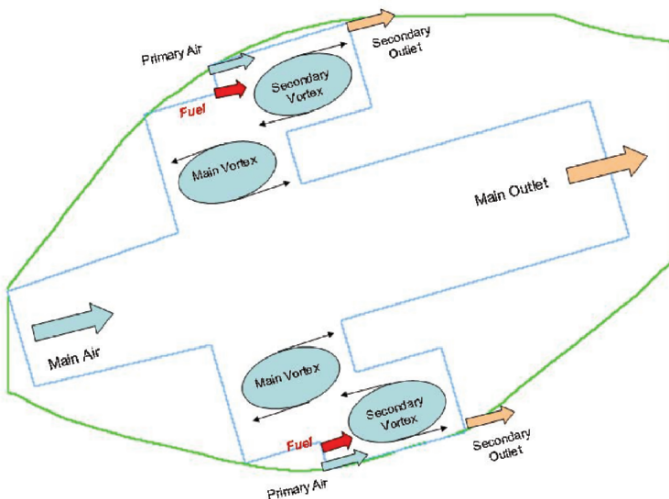 Primary Air
Secondary
Outlet
Fuel
Secondary
Vortex
Main Vortex
Main Outlet
Main Air
Main Vortex
Secondary
Vortex
Fuel
Secondary
Outlet
Primary Air